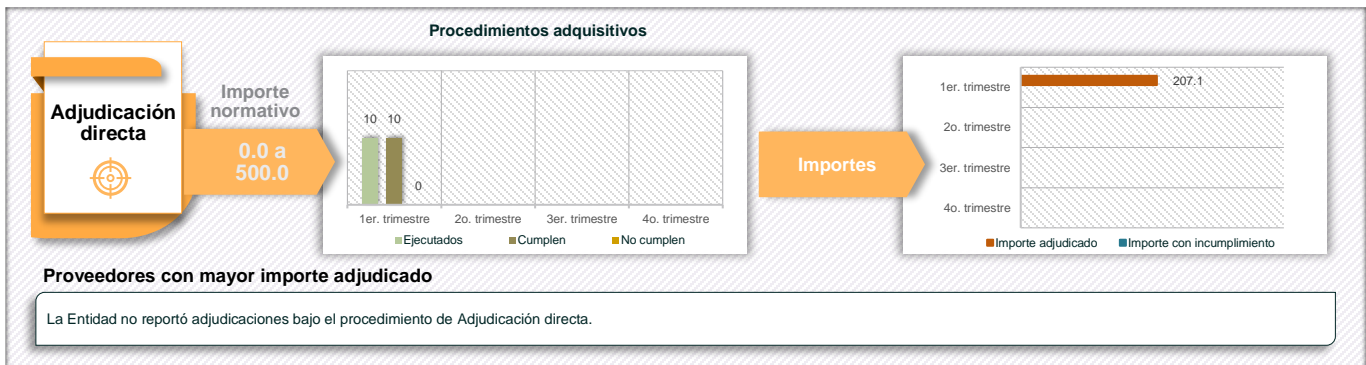 Procedimientos adquisitivos
Adjudicación
directa
Importe
normativo
0.0 a
500.0
10 10
0
1er. trimestre 2o. trimestre 3er. trimestre 4o. trimestre
Ejecutados Cumplen No cumplen
Importes
1er. trimestre 207.1
2o. trimestre
3er. trimestre
4o. trimestre
Importe adjudicado Importe con incumplimiento
Proveedores con mayor importe adjudicado
La Entidad no reportó adjudicaciones bajo el procedimiento de Adjudicación directa.